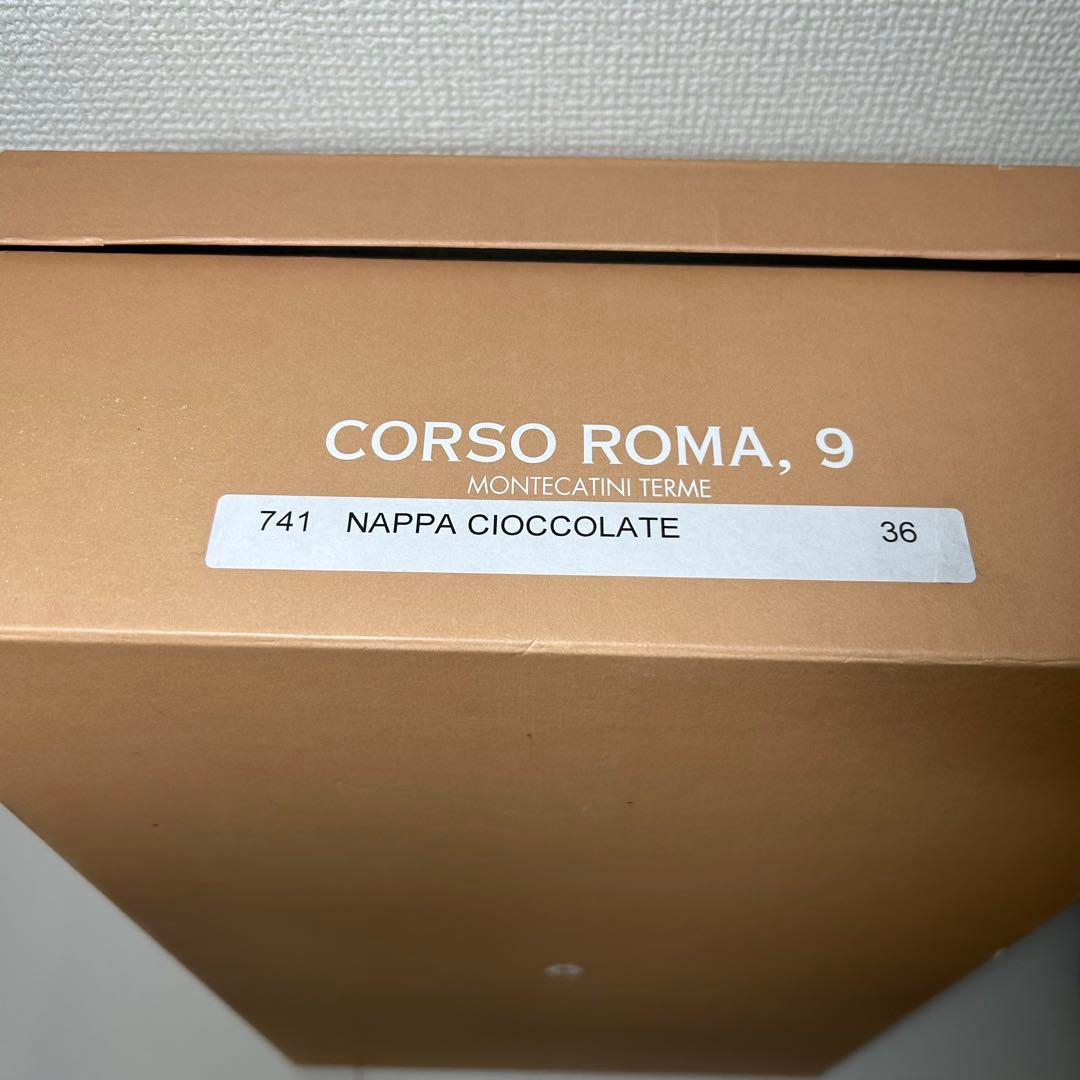 CORSO ROMA, 9
MONTECATINI TERME
741 NAPPA CIOCCOLATE 36